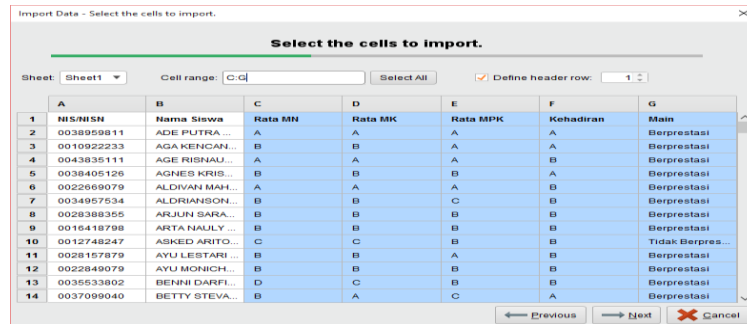 Import Data - Select the cells to import.
Select the cells to import.
Sheet: Sheet1 Cell range: C:G Select All Define header row: 1
A B C D E F G
1 NIS/NISN Nama Siswa Rata MN Rata MK Rata MPK Kehadiran Main
2 0038959811 ADE PUTRA ... A A A A Berprestasi
3 0010922233 AGA KENCAN... B B A A Berprestasi
4 0043835111 AGE RISNAU... A A A B Berprestasi
5 0038405126 AGNES KRIS... B B B A Berprestasi
6 0022669079 ALDIVAN MAH... A A A B Berprestasi
7 0034957534 ALDRIANSON... B B C B Berprestasi
8 0028388355 ARJUN SARA... B B B B Berprestasi
9 0016418798 ARTA NAULY ... B B B B Berprestasi
10 0012748247 ASKED ARITO... C C B B Tidak Berpres...
11 0028157879 AYU LESTARI ... B B A B Berprestasi
12 0022849079 AYU MONICH... B B B B Berprestasi
13 0035533802 BENNI DARFI... D C B B Berprestasi
14 0037099040 BETTY STEVA... B A C A Berprestasi
Previous Next Cancel